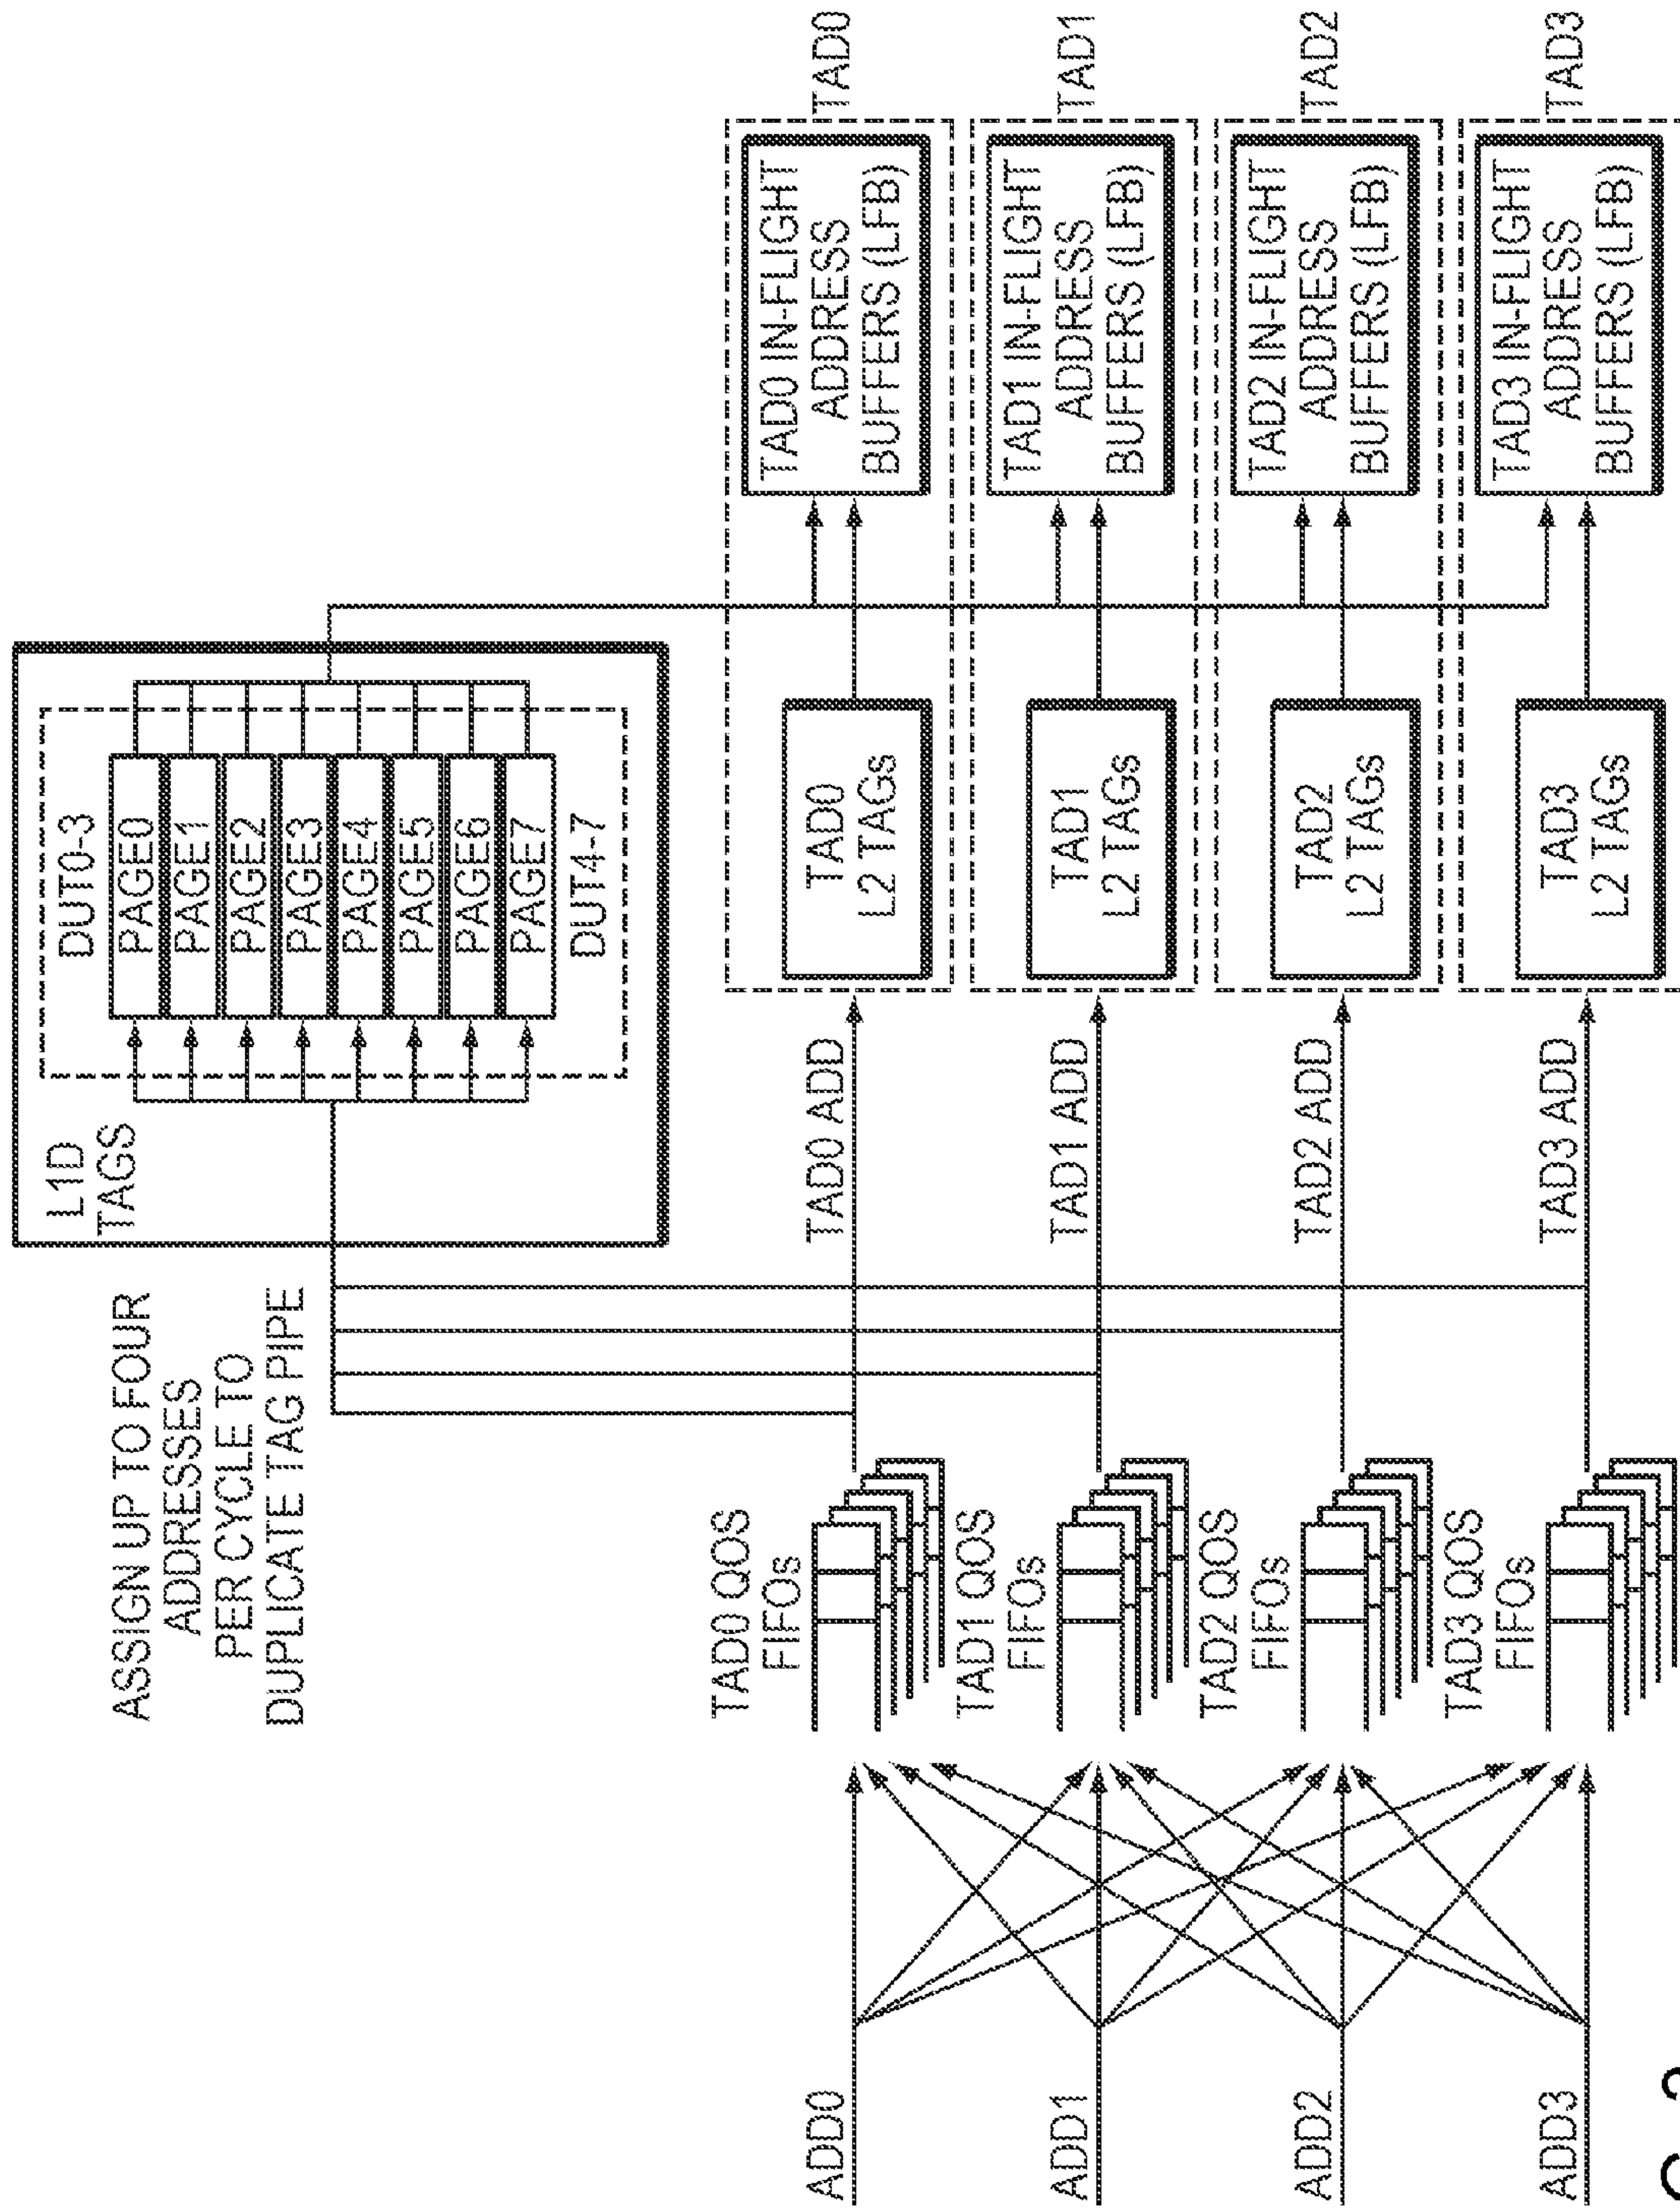 ASSIGN UP TO FOUR
ADDRESSES
PER CYCLE TO
DUPLICATE TAG PIPE
L1D
TAGS
DUT0-3
PAGE0
PAGE1
PAGE2
PAGE3
PAGE4
PAGE5
PAGE6
PAGE7
DUT4-7
ADD0
TAD0 QOS
FIFOs
TAD0 ADD
TAD0
L2 TAGs
TAD0 IN-FLIGHT
ADDRESS
BUFFERS (LFB)
TAD0
ADD1
TAD1 QOS
FIFOs
TAD1 ADD
TAD1
L2 TAGs
TAD1 IN-FLIGHT
ADDRESS
BUFFERS (LFB)
TAD1
ADD2
TAD2 QOS
FIFOs
TAD2 ADD
TAD2
L2 TAGs
TAD2 IN-FLIGHT
ADDRESS
BUFFERS (LFB)
TAD2
ADD3
TAD3 QOS
FIFOs
TAD3 ADD
TAD3
L2 TAGs
TAD3 IN-FLIGHT
ADDRESS
BUFFERS (LFB)
TAD3